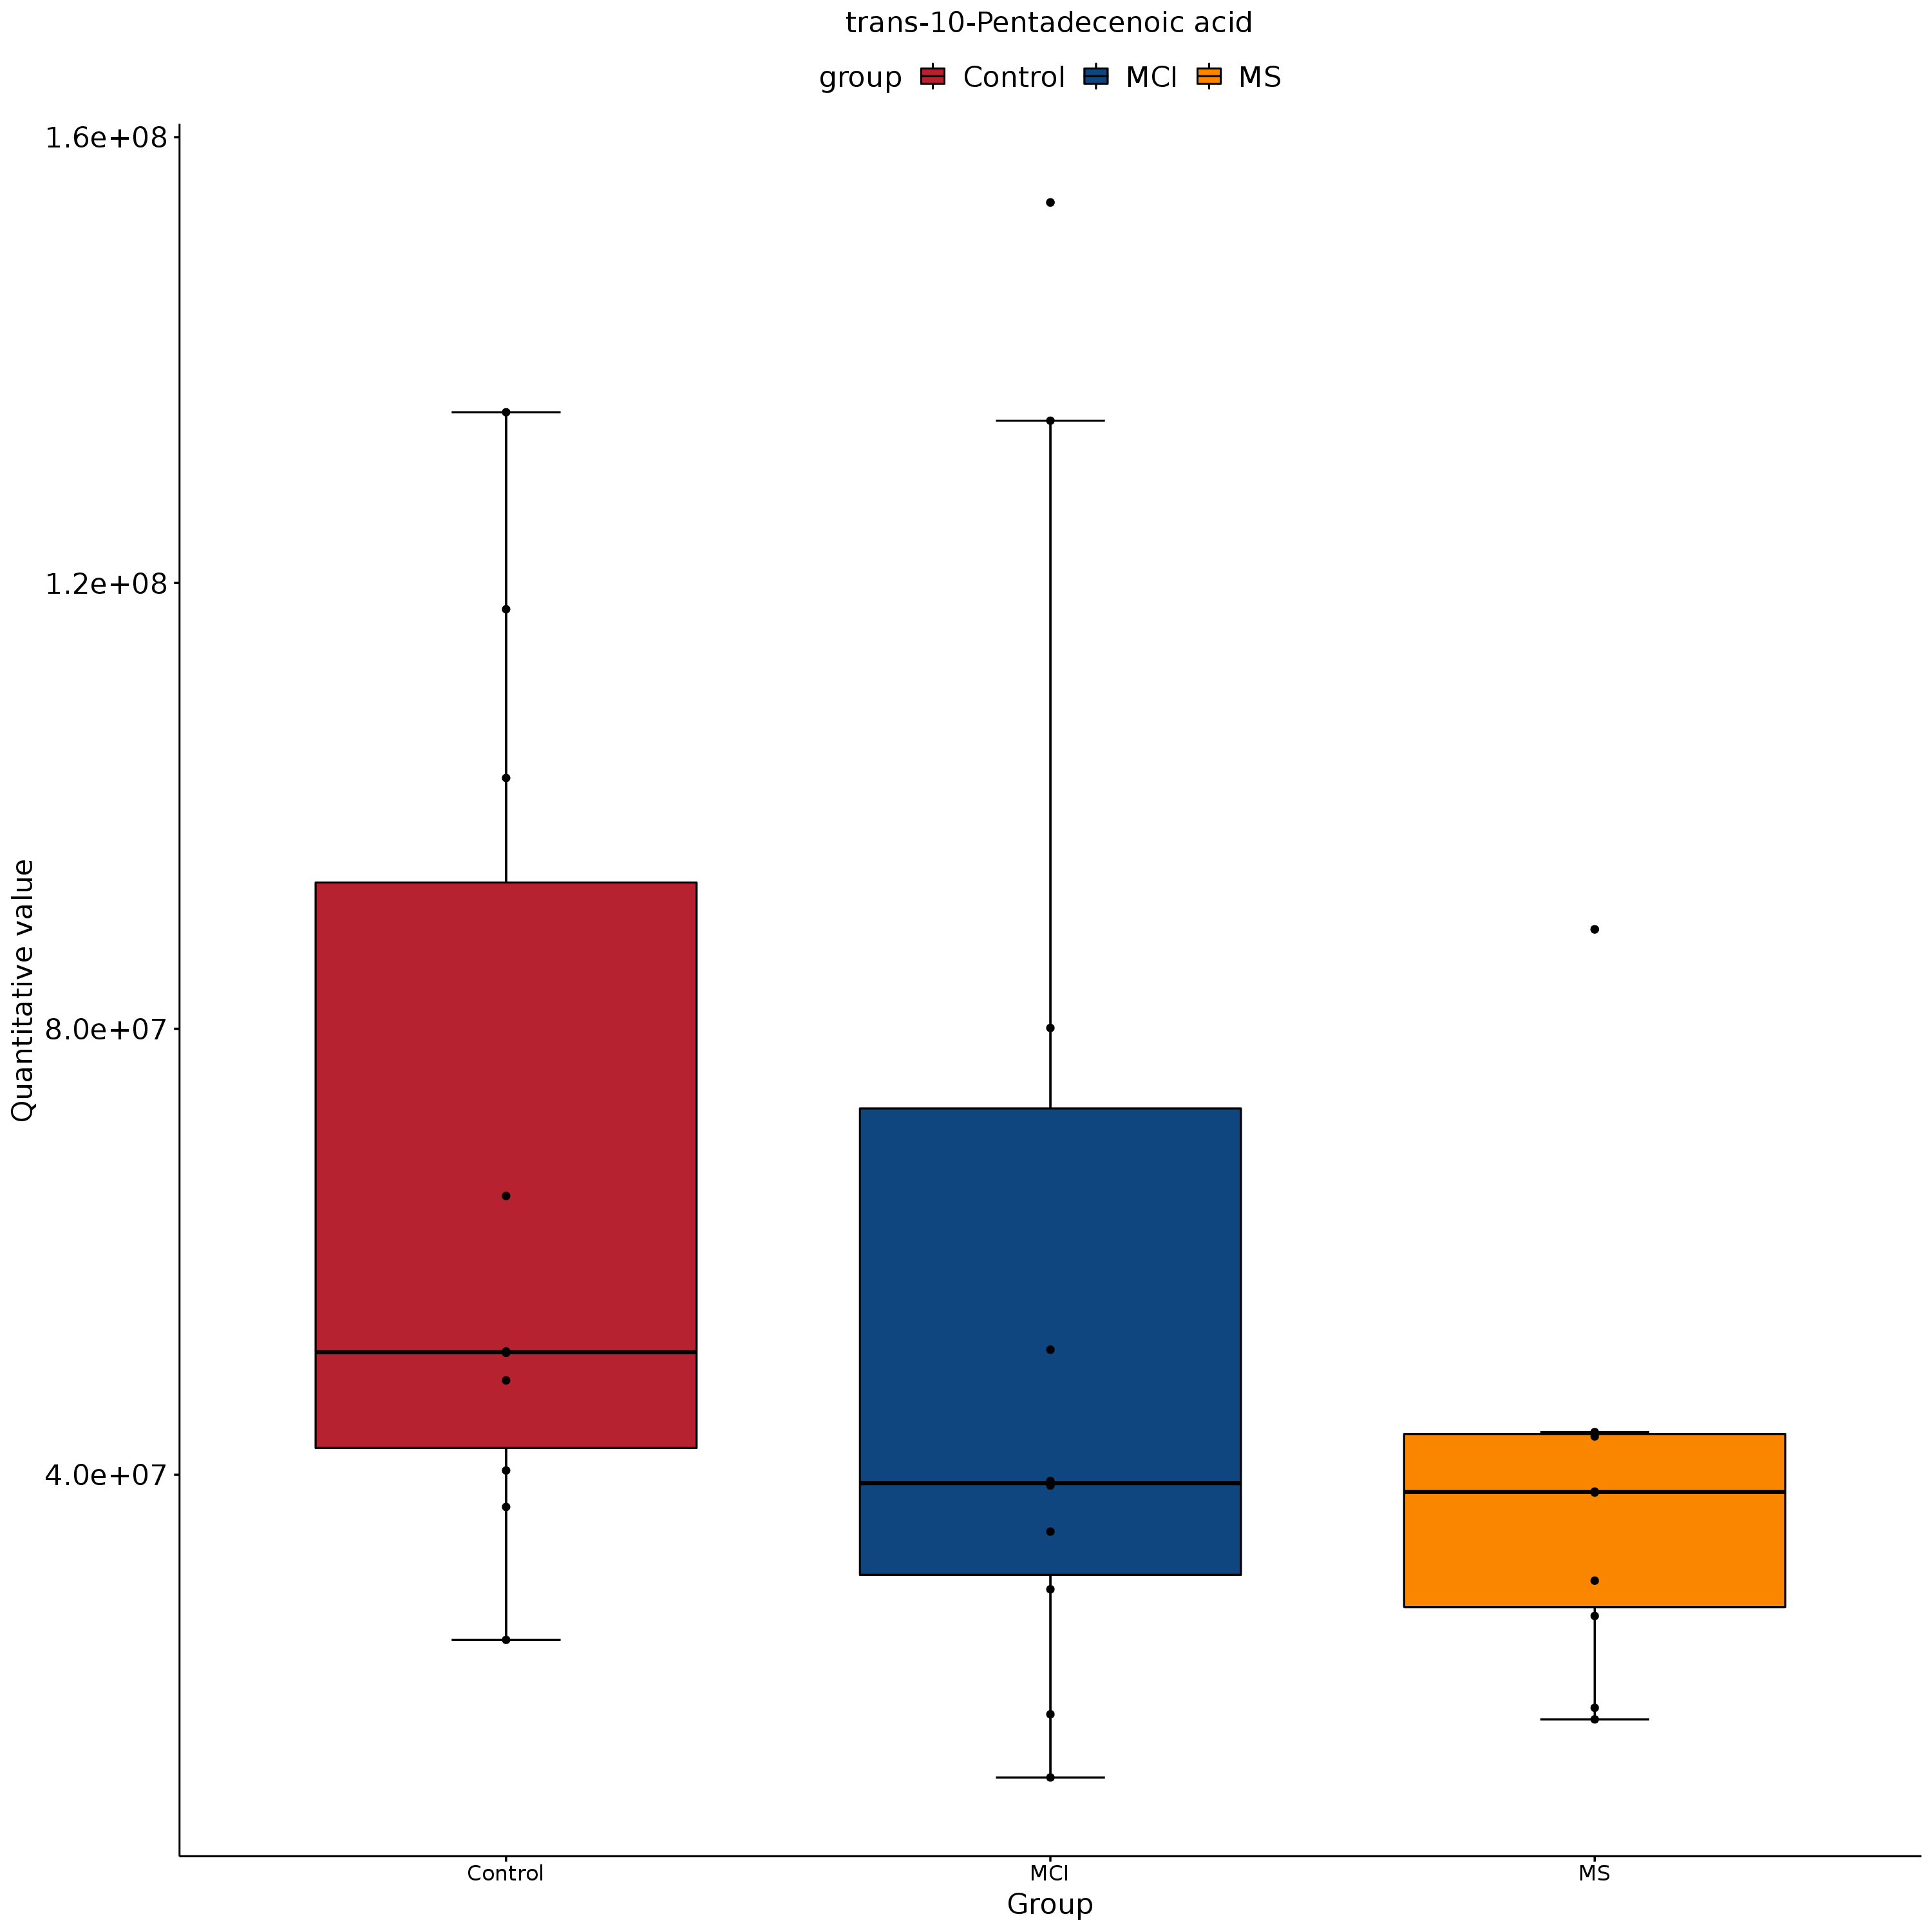 trans-10-Pentadecenoic acid
group Control MCI MS
1.6e+08
1.2e+08
8.0e+07
4.0e+07
Quantitative value
Control MCI MS
Group